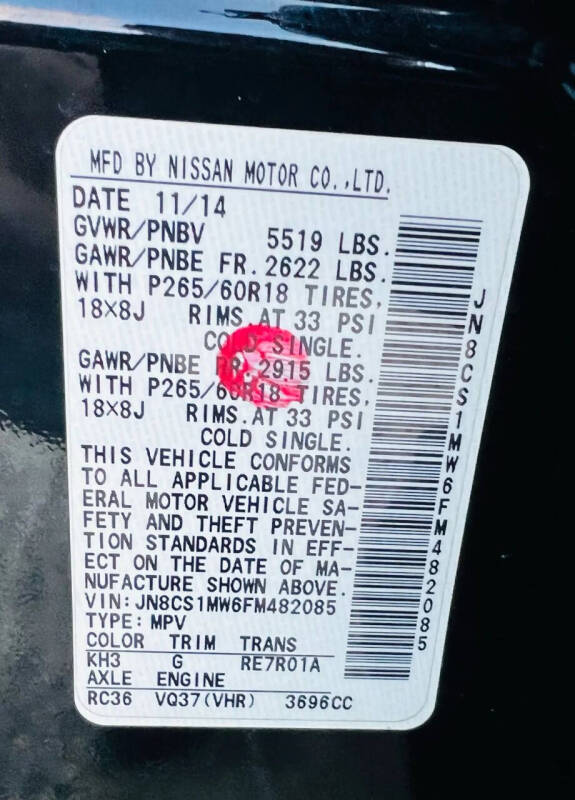 MFD BY NISSAN MOTOR CO.,LTD.
DATE 11/14
GVWR/PNBV 5519 LBS.
GAWR/PNBE FR. 2622 LBS.
WITH P265/60R18 TIRES,
18×8J RIMS.AT 33 PSI
COLD SINGLE.
GAWR/PNBE RR. 2915 LBS.
WITH P265/60R18 TIRES,
18×8J RIMS.AT 33 PSI
COLD SINGLE.
THIS VEHICLE CONFORMS
TO ALL APPLICABLE FED-
ERAL MOTOR VEHICLE SA-
FETY AND THEFT PREVEN-
TION STANDARDS IN EFF-
ECT ON THE DATE OF MA-
NUFACTURE SHOWN ABOVE.
VIN: JN8CS1MW6FM482085
TYPE: MPV
COLOR TRIM TRANS
KH3 G RE7R01A
AXLE ENGINE
RC36 VQ37(VHR) 3696CC
JN8CS1MW6FM482085